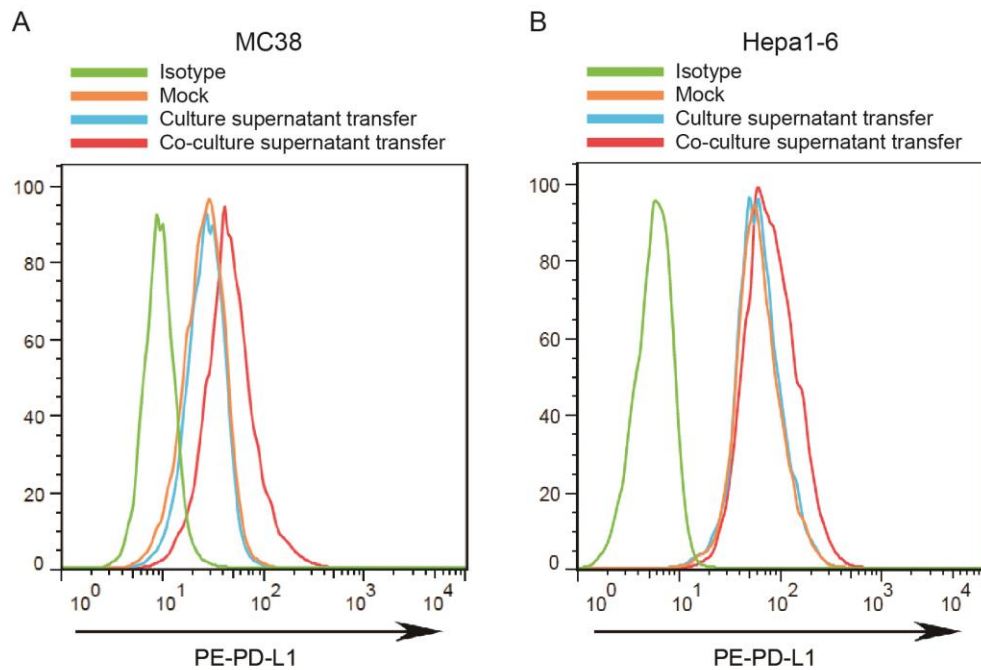 A
MC38
Isotype
Mock
Culture supernatant transfer
Co-culture supernatant transfer
100
80
60
40
20
0
10^0 10^1 10^2 10^3 10^4
PE-PD-L1
B
Hepa1-6
Isotype
Mock
Culture supernatant transfer
Co-culture supernatant transfer
100
80
60
40
20
0
10^0 10^1 10^2 10^3 10^4
PE-PD-L1